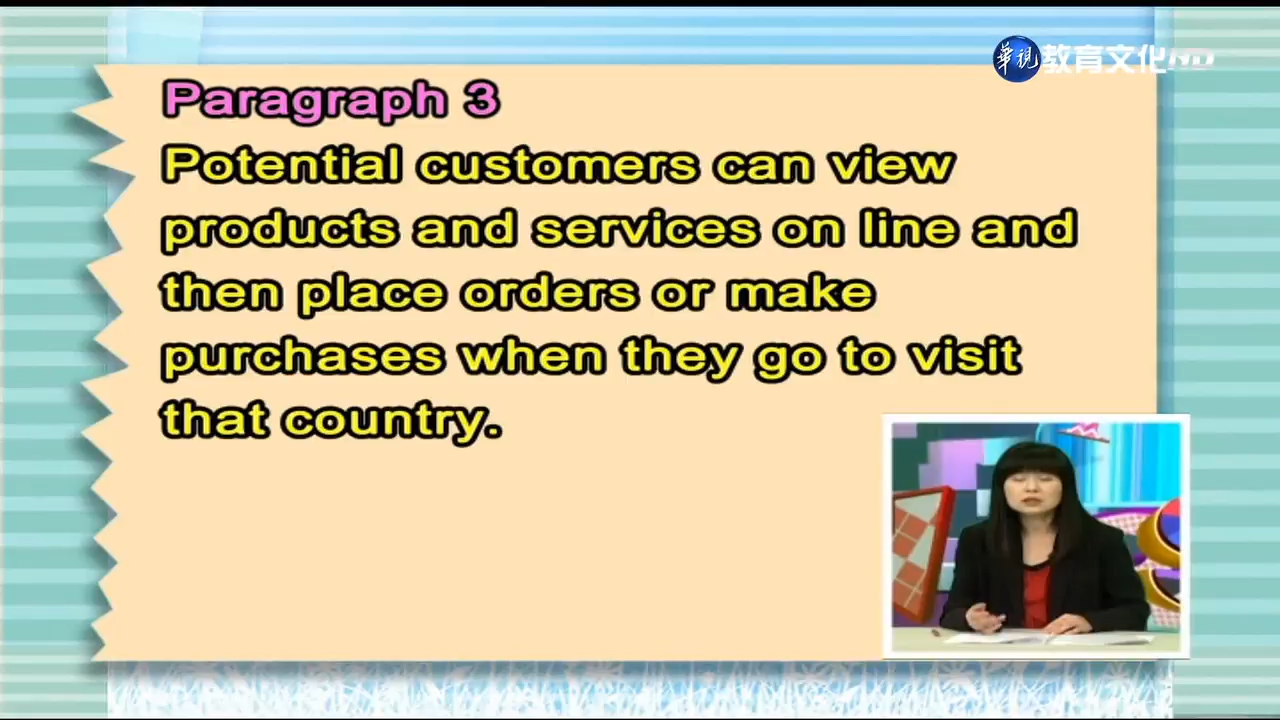 華視 教育文化HD
Paragraph 3
Potential customers can view
products and services on line and
then place orders or make
purchases when they go to visit
that country.